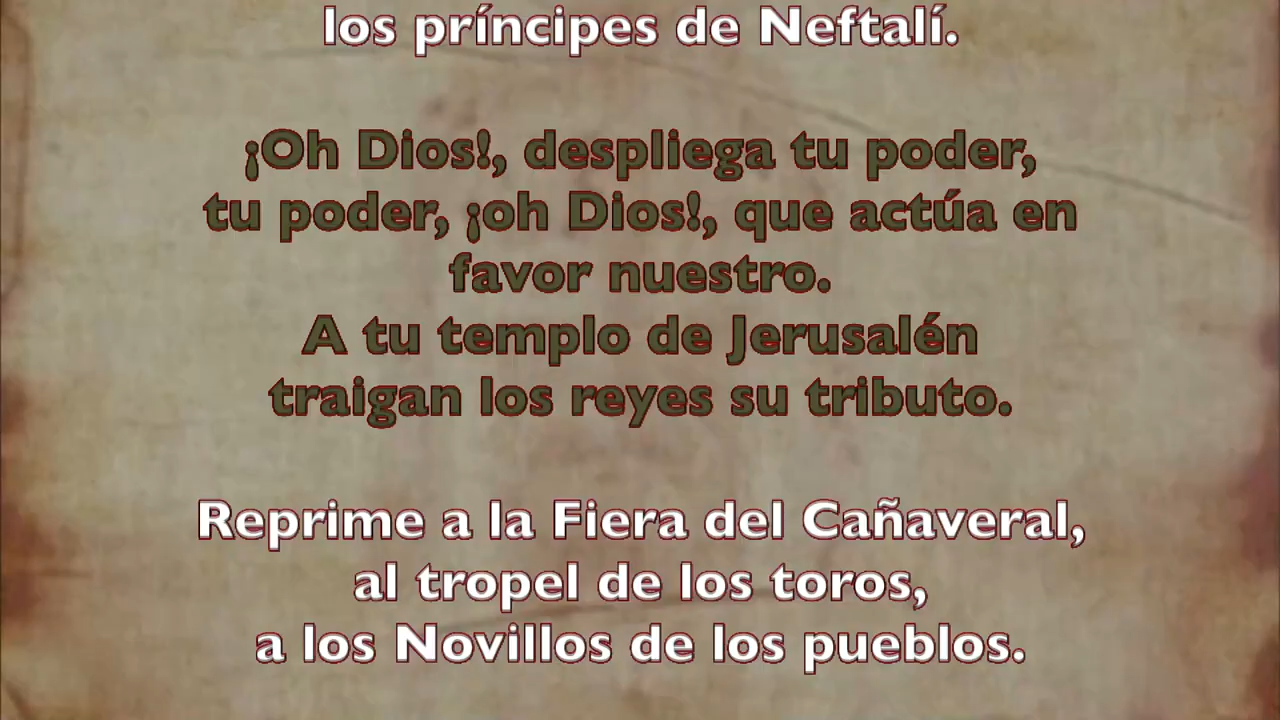 los príncipes de Neftalí.
¡Oh Dios!, despliega tu poder,
tu poder, ¡oh Dios!, que actúa en
favor nuestro.
A tu templo de Jerusalén
traigan los reyes su tributo.
Reprime a la Fiera del Cañaveral,
al tropel de los toros,
a los Novillos de los pueblos.